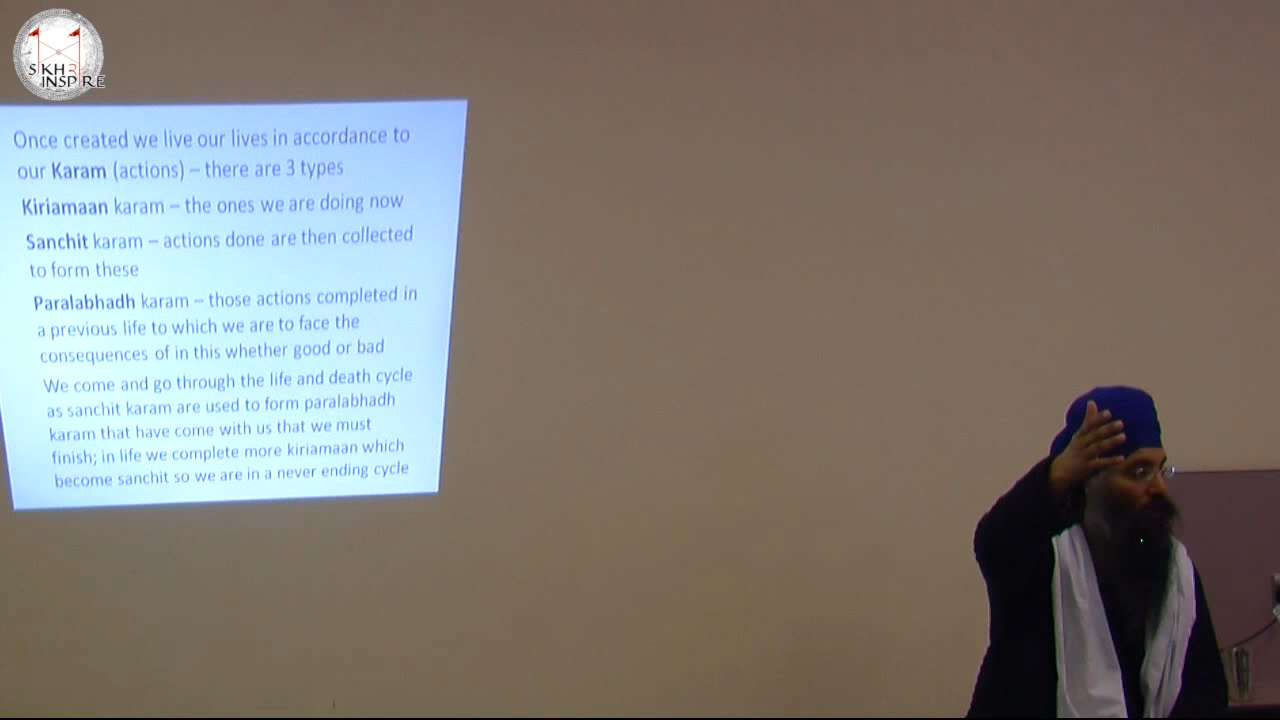 SIKHRI
INSPIRE
Once created we live our lives in accordance to
our Karam (actions) – there are 3 types
Kiriamaan karam – the ones we are doing now
Sanchit karam – actions done are then collected
to form these
Paralabhadh karam – those actions completed in
a previous life to which we are to face the
consequences of in this whether good or bad
We come and go through the life and death cycle
as sanchit karam are used to form paralabhadh
karam that have come with us that we must
finish; in life we complete more kiriamaan which
become sanchit so we are in a never ending cycle